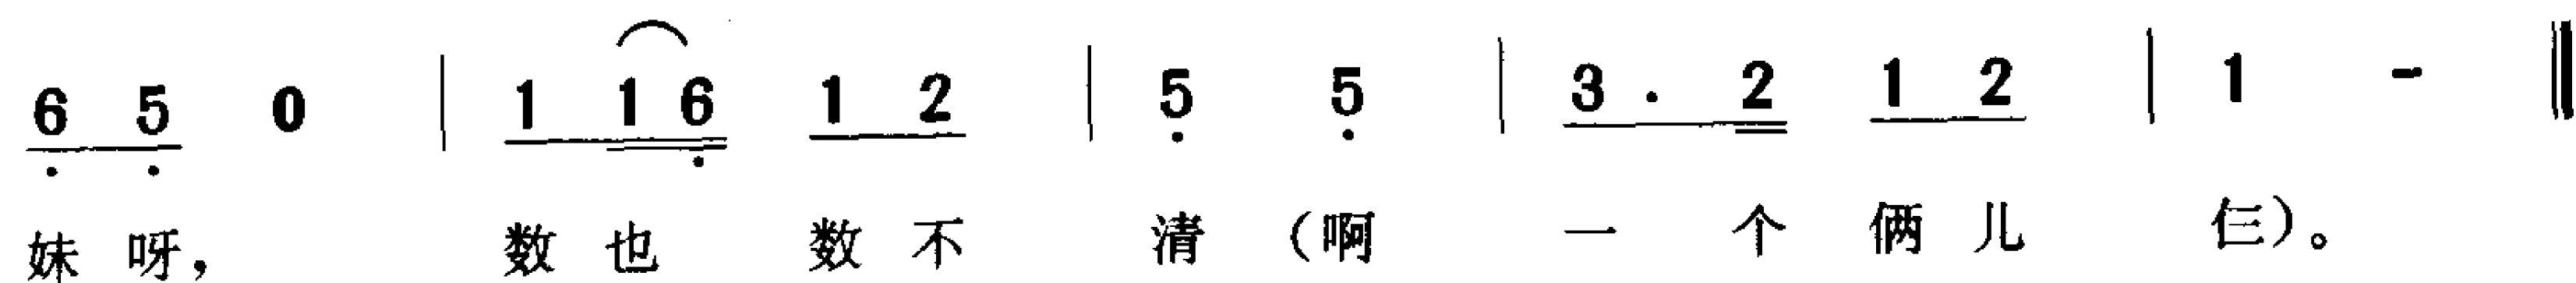 6 5 0 | 1 1 6 1 2 | 5 5 | 3 . 2 1 2 | 1 - ‖
妹 呀， 数 也 数 不 清 （啊 一 个 俩 儿 仨）。